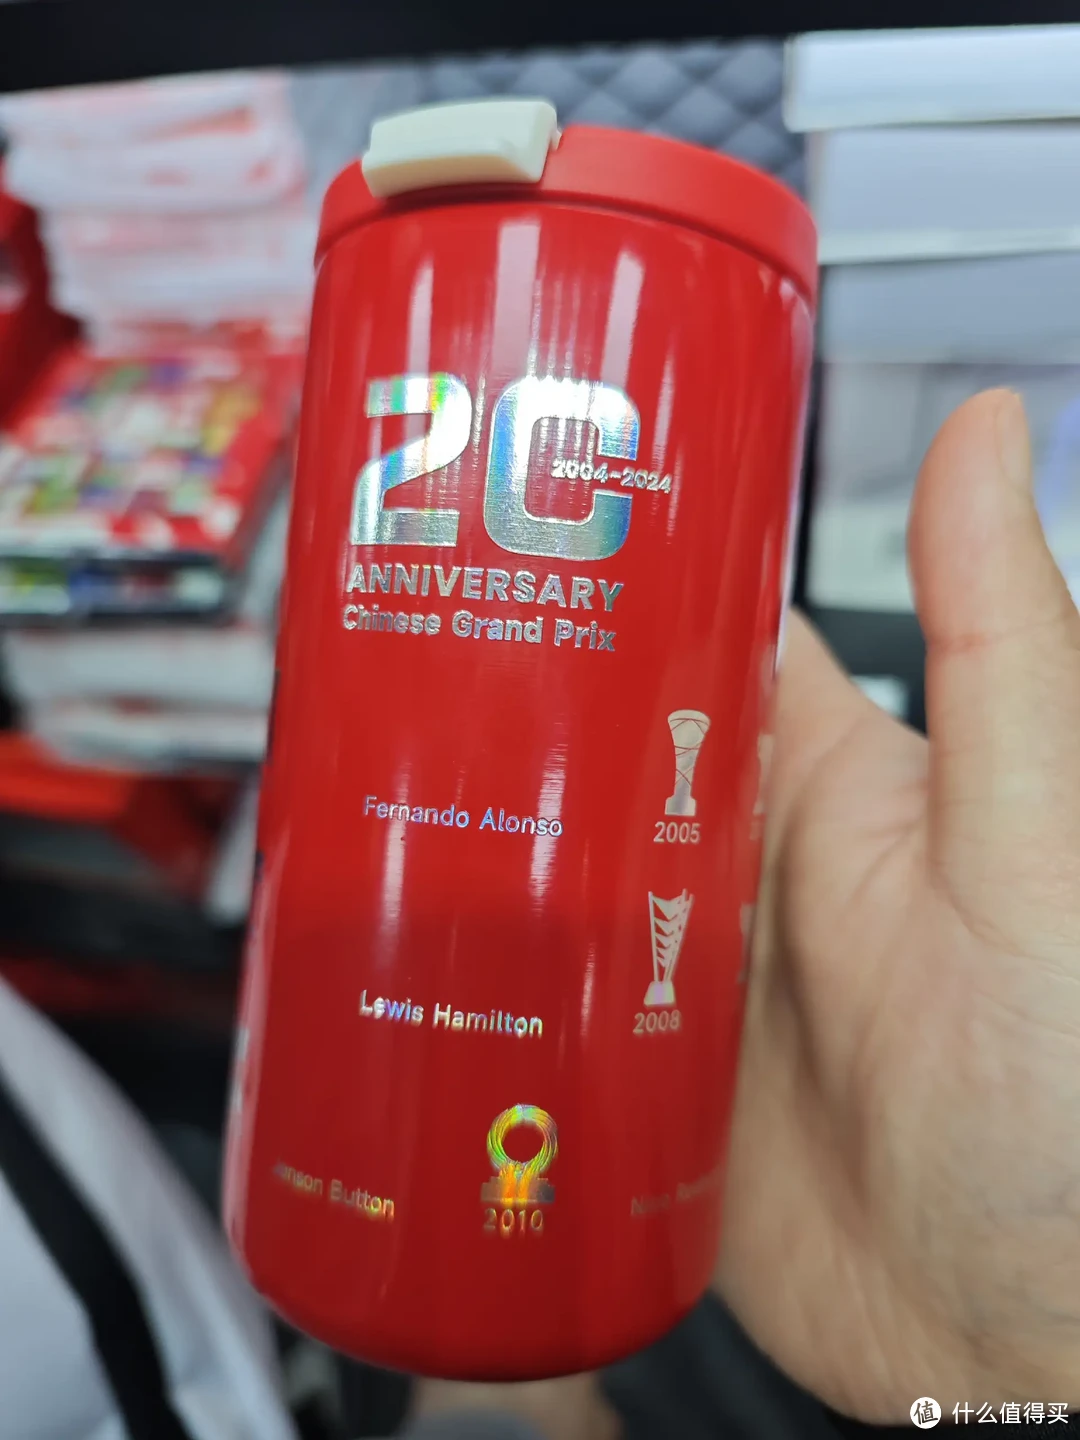 20
2004-2024
ANNIVERSARY
Chinese Grand Prix
Fernando Alonso
2005
Lewis Hamilton
2008
Button
2010
值 什么值得买